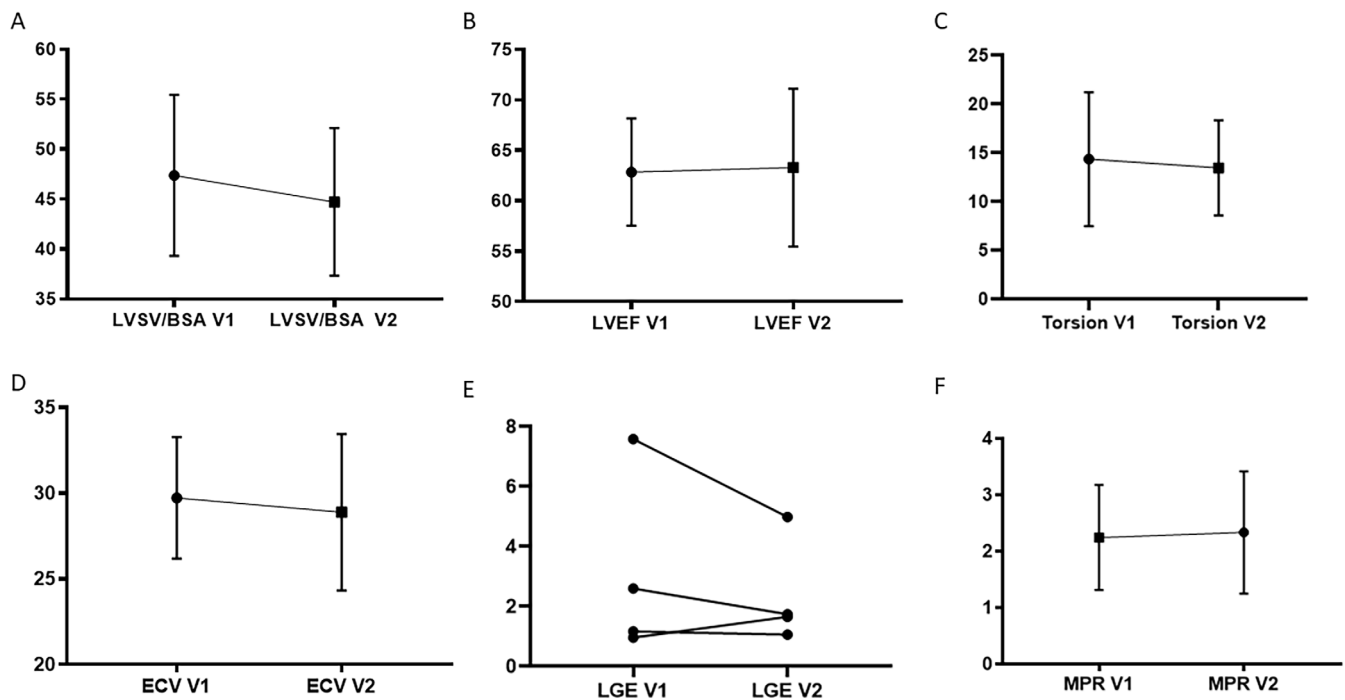 A
60
55
50
45
40
35
LVSV/BSA V1 LVSV/BSA V2
B
75
70
65
60
55
50
LVEF V1 LVEF V2
C
25
20
15
10
5
0
Torsion V1 Torsion V2
D
35
30
25
20
ECV V1 ECV V2
E
8
6
4
2
0
LGE V1 LGE V2
F
4
3
2
1
0
MPR V1 MPR V2